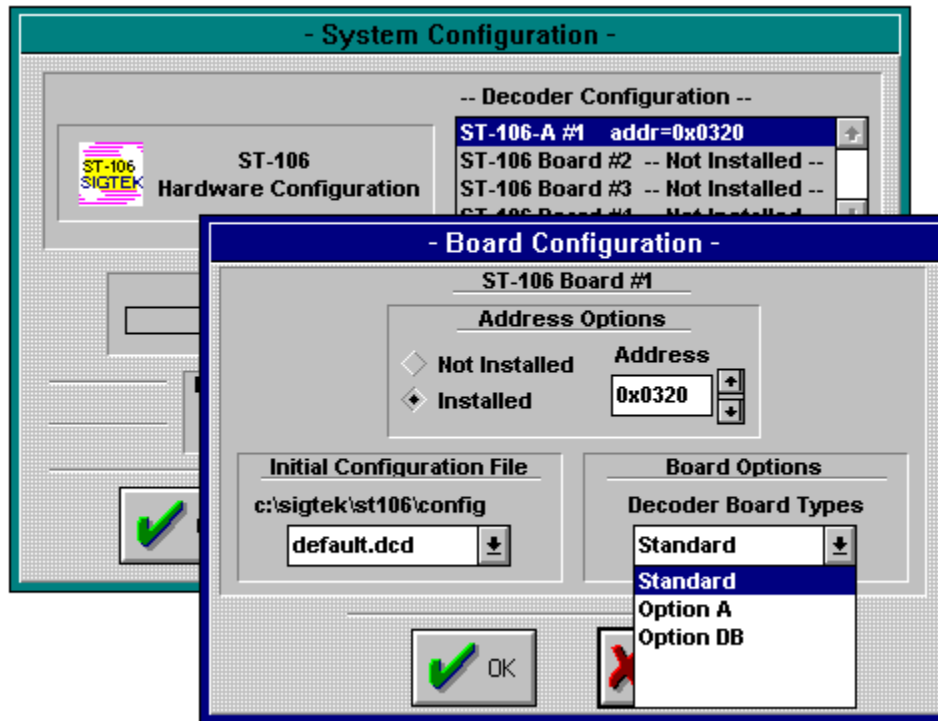 - System Configuration -
-- Decoder Configuration --
ST-106-A #1 addr=0x0320
ST-106 Board #2 -- Not Installed --
ST-106 Board #3 -- Not Installed --
ST-106
SIGTEK
ST-106
Hardware Configuration
- Board Configuration -
ST-106 Board #1
Address Options
Not Installed
Installed
Address
0x0320
Initial Configuration File
c:\sigtek\st106\config
default.dcd
Board Options
Decoder Board Types
Standard
Standard
Option A
Option DB
OK